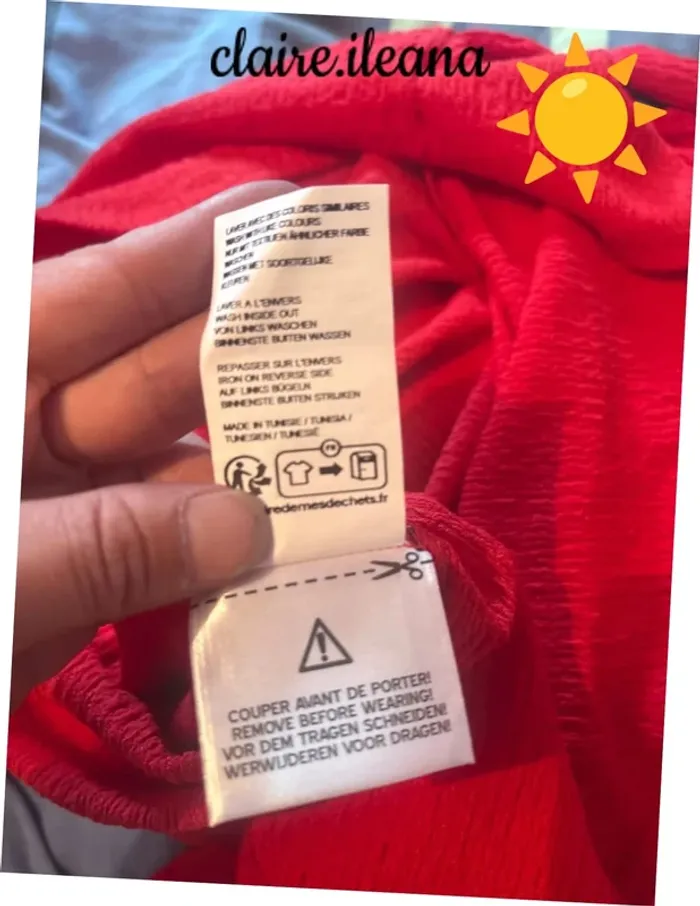 claire.ileana
LAVER AVEC DES COLORIS SIMILAIRES
WASH WITH LIKE COLOURS
NUR MIT TEXTILIEN ÄHNLICHER FARBE
WASCHEN
WASSEN MET SOORTGELIJKE
KLEUREN
LAVER A L'ENVERS
WASH INSIDE OUT
VON LINKS WASCHEN
BINNENSTE BUITEN WASSEN
REPASSER SUR L'ENVERS
IRON ON REVERSE SIDE
AUF LINKS BÜGELN
BINNENSTE BUITEN STRIJKEN
MADE IN TUNISIE / TUNISIA /
TUNESIEN / TUNESIË
FR
redemesdechets.fr
COUPER AVANT DE PORTER!
REMOVE BEFORE WEARING!
VOR DEM TRAGEN SCHNEIDEN!
VERWIJDEREN VOOR DRAGEN!